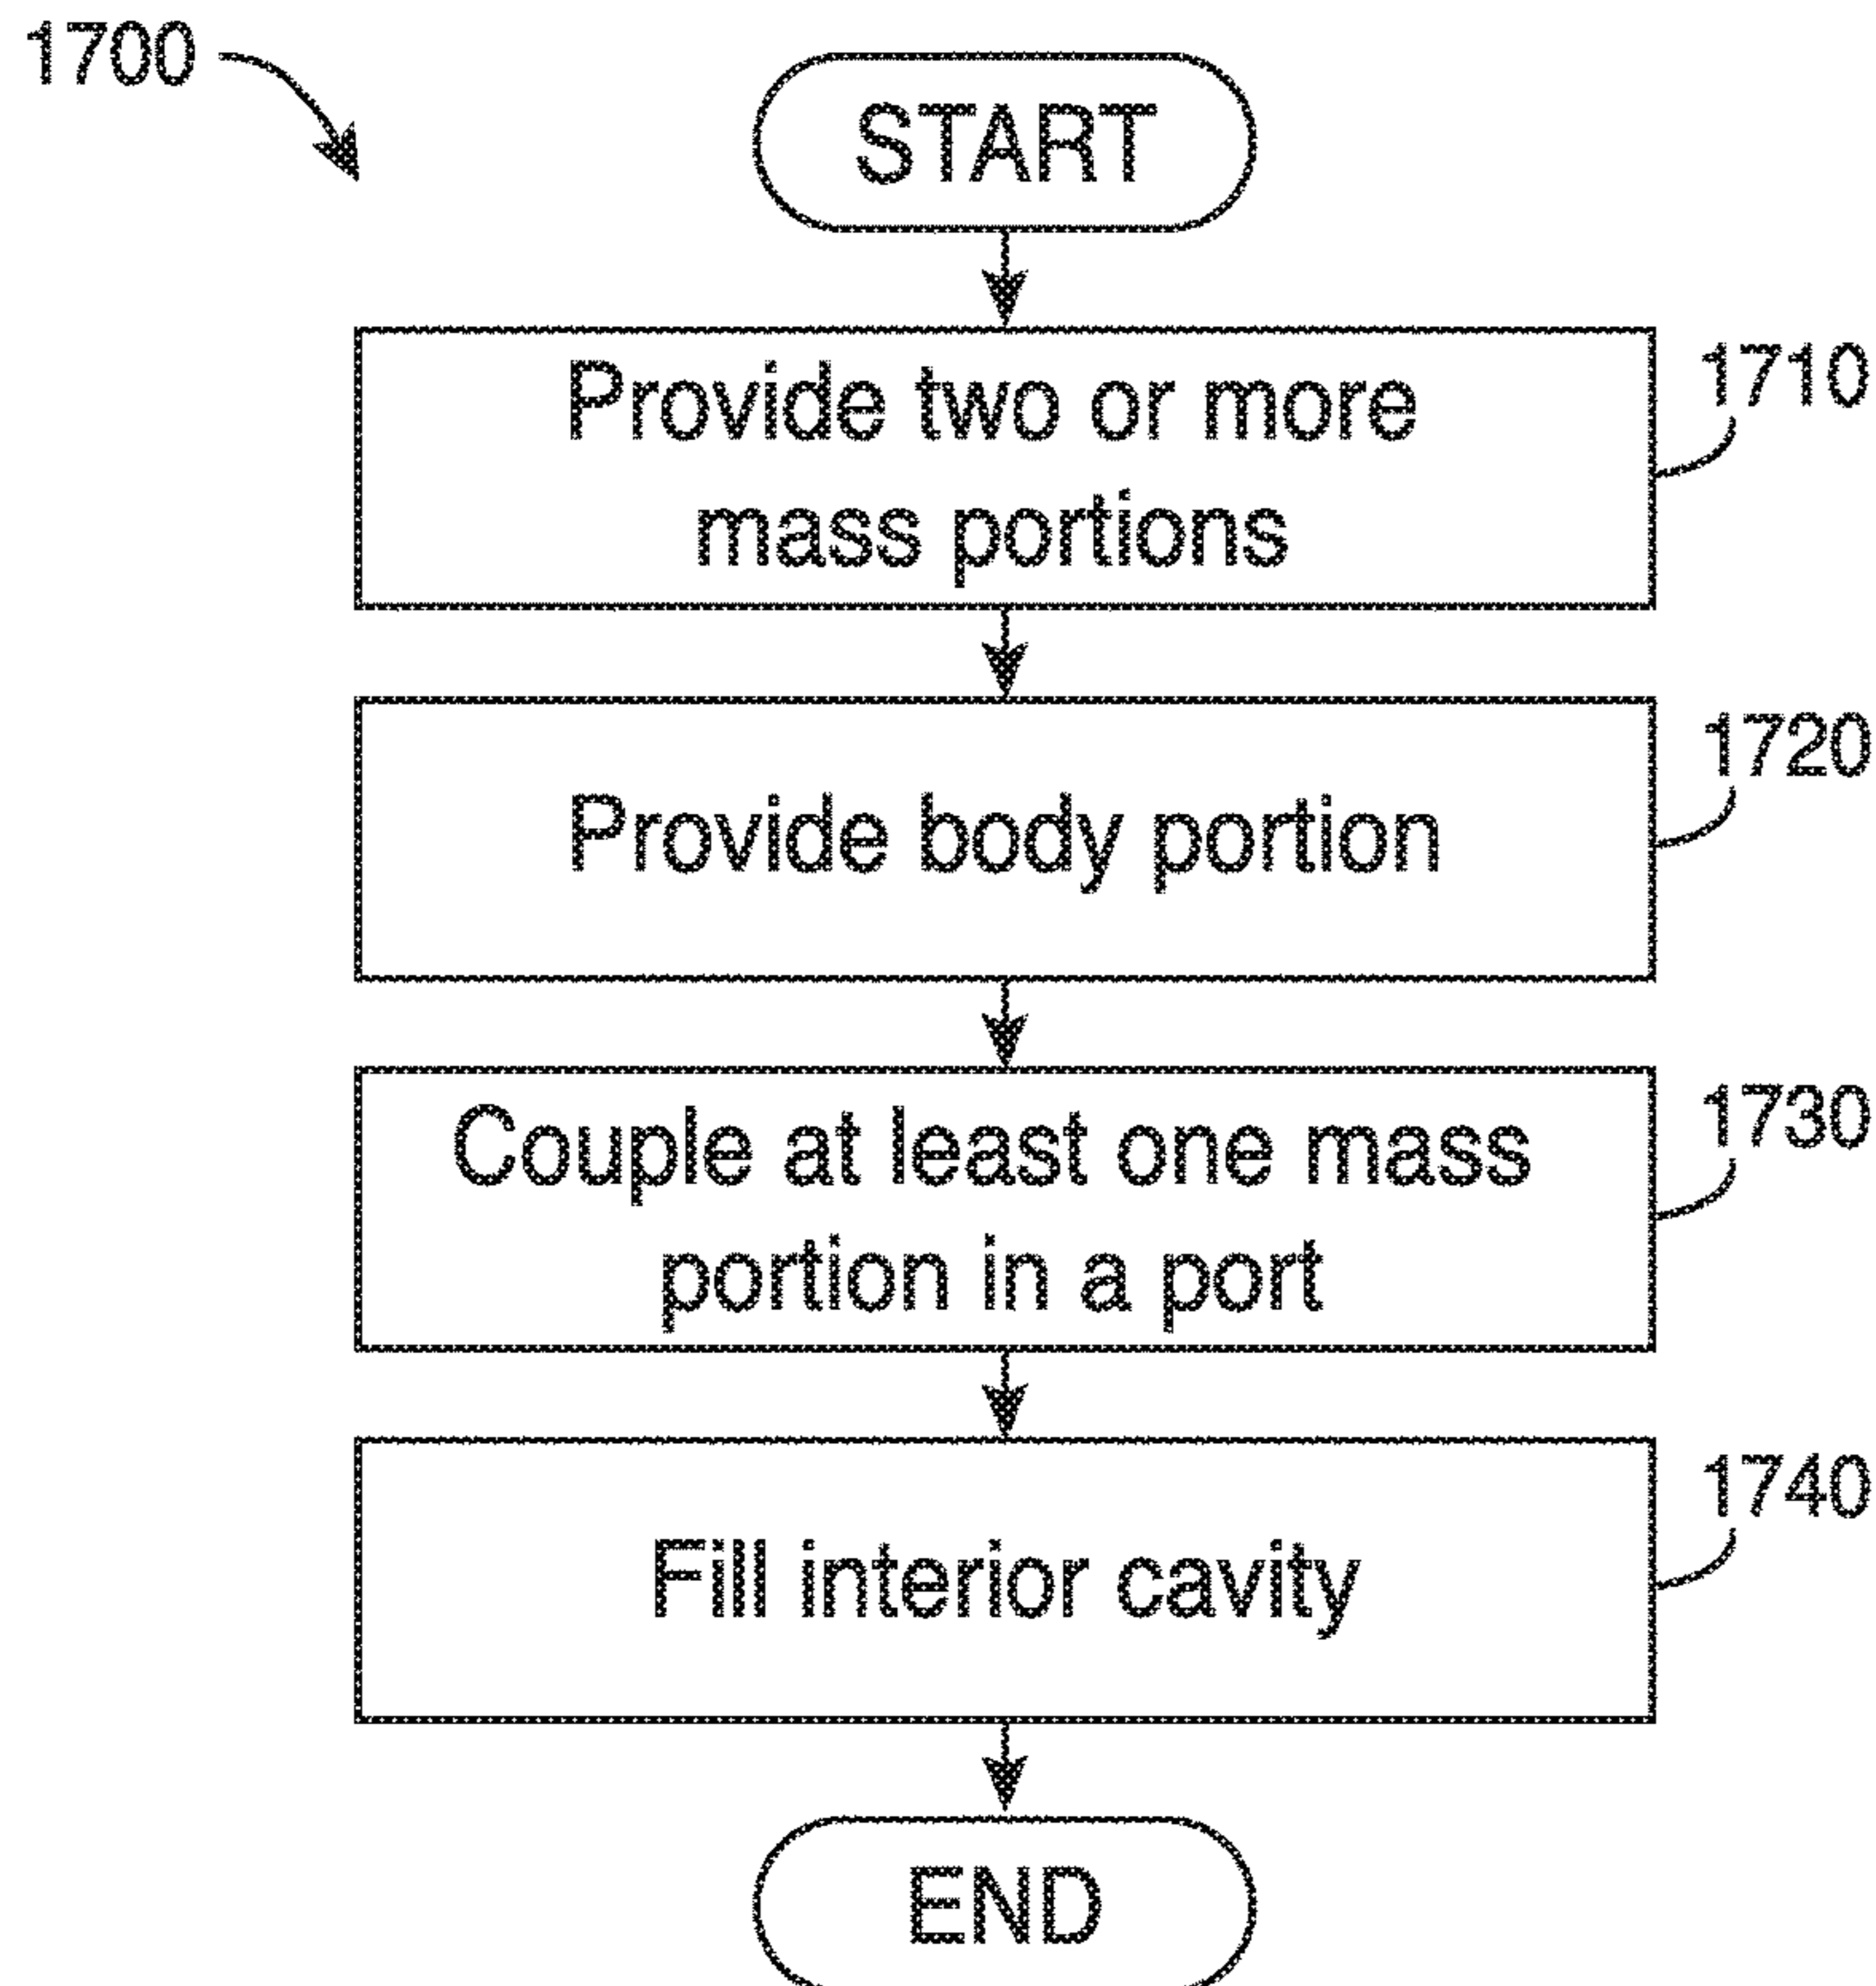 1700
START
Provide two or more
mass portions
1710
Provide body portion
1720
Couple at least one mass
portion in a port
1730
Fill interior cavity
1740
END